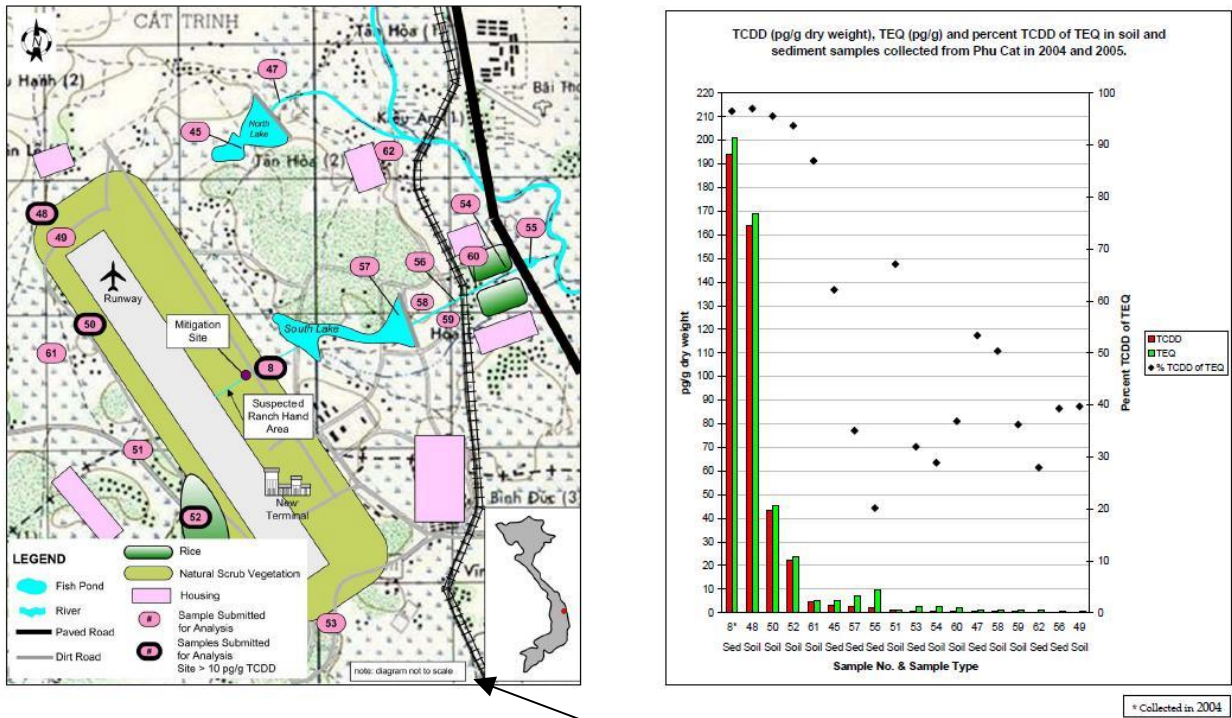 CÁT TRINH
N
47
Bãi Thơ
u Hạnh (2)
North
Lake
Kiều An (1)
45
Tân Hòa (1)
Tân Hòa (2)
62
48
54
55
49
57
56
60
Runway
58
Mitigation
Site
South Lake
59
50
8
61
Suspected
Ranch Hand
Area
51
New
Terminal
Bình Đức (3)
52
53
LEGEND
Fish Pond
River
Paved Road
Dirt Road
Rice
Natural Scrub Vegetation
Housing
# Sample Submitted
for Analysis
# Samples Submitted
for Analysis
Site > 10 pg/g TCDD
note: diagram not to scale
TCDD (pg/g dry weight), TEQ (pg/g) and percent TCDD of TEQ in soil and
sediment samples collected from Phu Cat in 2004 and 2005.
pg/g dry weight
220
210
200
190
180
170
160
150
140
130
120
110
100
90
80
70
60
50
40
30
20
10
0
100
90
80
70
60
50
40
30
20
10
0
Percent TCDD of TEQ
TCDD
TEQ
% TCDD of TEQ
8* 48 50 52 61 45 57 55 51 53 54 60 47 58 59 62 56 49
Sed Soil Soil Soil Soil Sed Sed Sed Soil Sed Soil Soil Sed Soil Soil Soil Sed Soil
Sample No. & Sample Type
* Collected in 2004